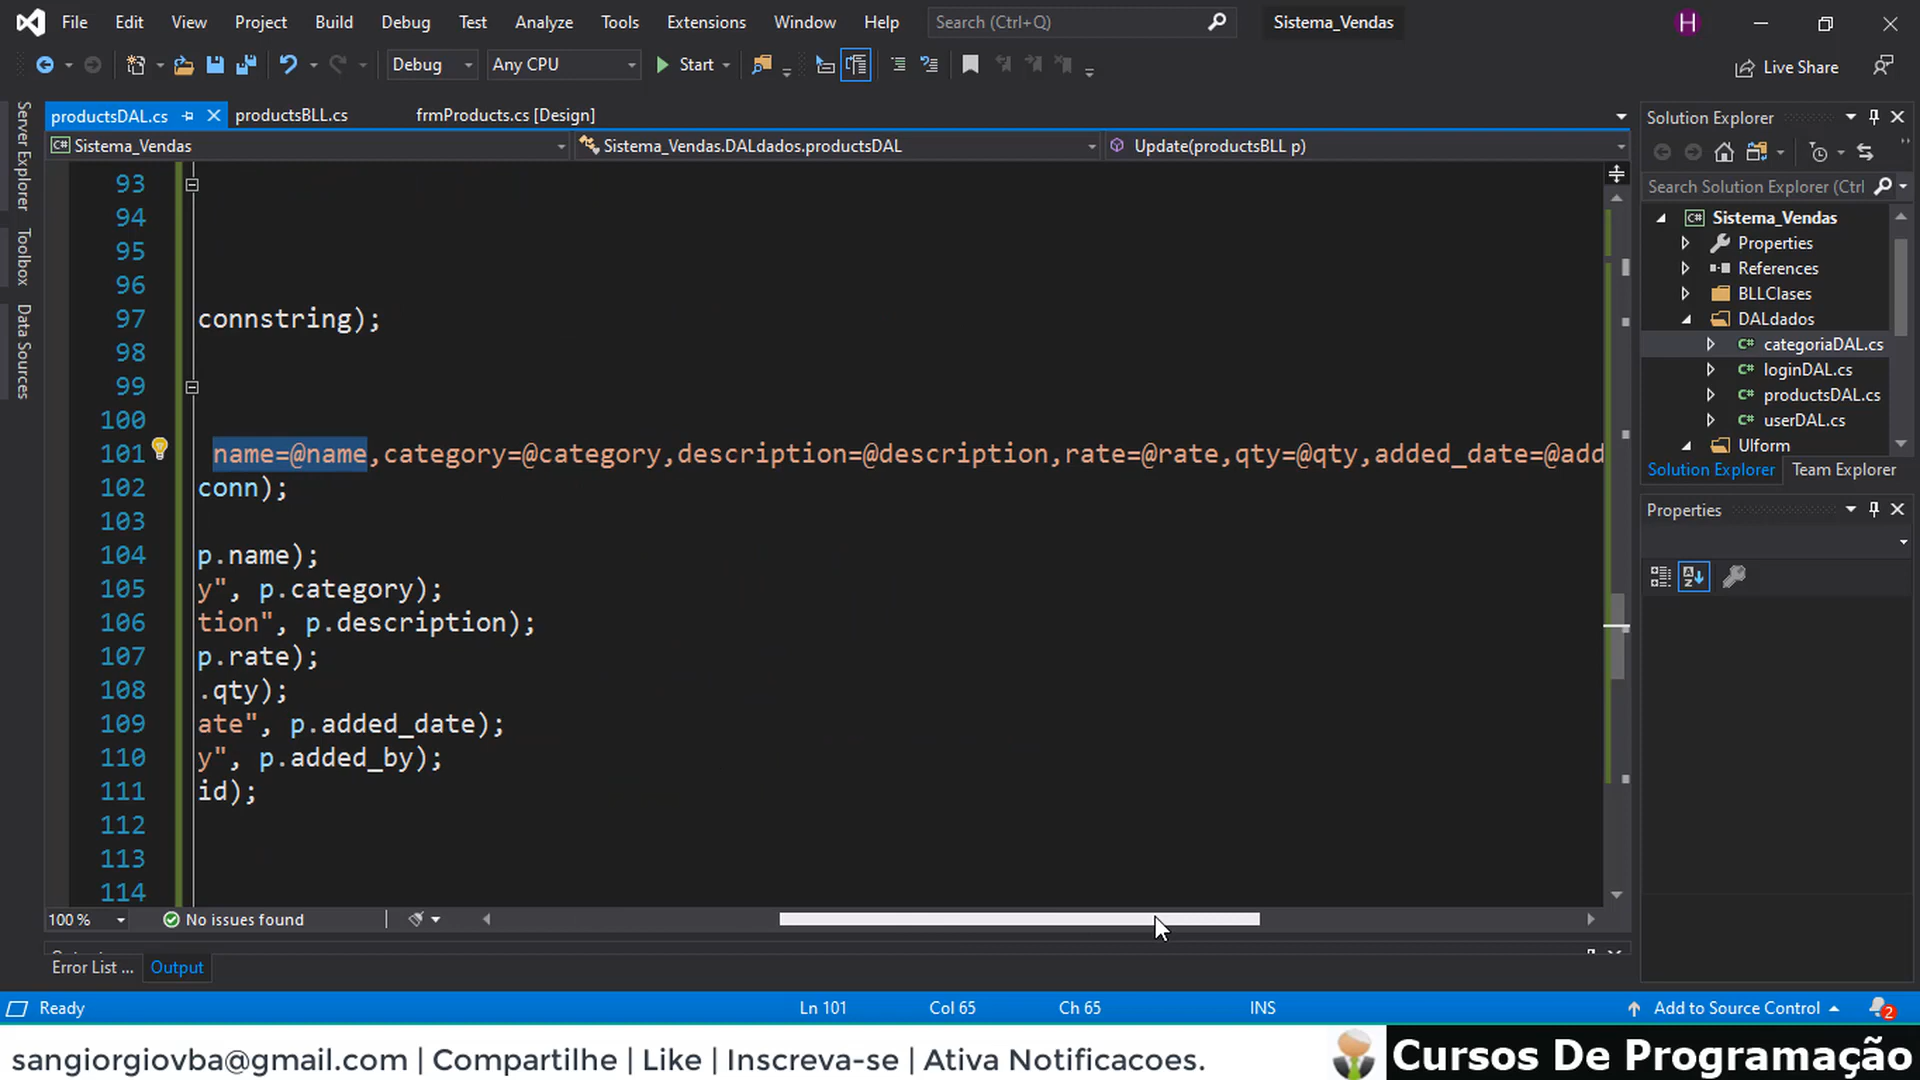 File Edit View Project Build Debug Test Analyze Tools Extensions Window Help Search (Ctrl+Q) Sistema_Vendas H
Debug Any CPU Start Live Share
productsDAL.cs productsBLL.cs frmProducts.cs [Design]
C# Sistema_Vendas Sistema_Vendas.DALdados.productsDAL Update(productsBLL p)
Server Explorer
Toolbox
Data Sources
93
94
95
96
97 connstring);
98
99
100
101 name=@name,category=@category,description=@description,rate=@rate,qty=@qty,added_date=@add
102 conn);
103
104 p.name);
105 y", p.category);
106 tion", p.description);
107 p.rate);
108 .qty);
109 ate", p.added_date);
110 y", p.added_by);
111 id);
112
113
114
100 % No issues found
Error List ... Output
Solution Explorer
Search Solution Explorer (Ctrl
C# Sistema_Vendas
Properties
References
BLLClases
DALdados
C# categoriaDAL.cs
C# loginDAL.cs
C# productsDAL.cs
C# userDAL.cs
UIform
Solution Explorer Team Explorer
Properties
Ready Ln 101 Col 65 Ch 65 INS Add to Source Control 2
sangiorgiovba@gmail.com | Compartilhe | Like | Inscreva-se | Ativa Notificacoes. Cursos De Programação